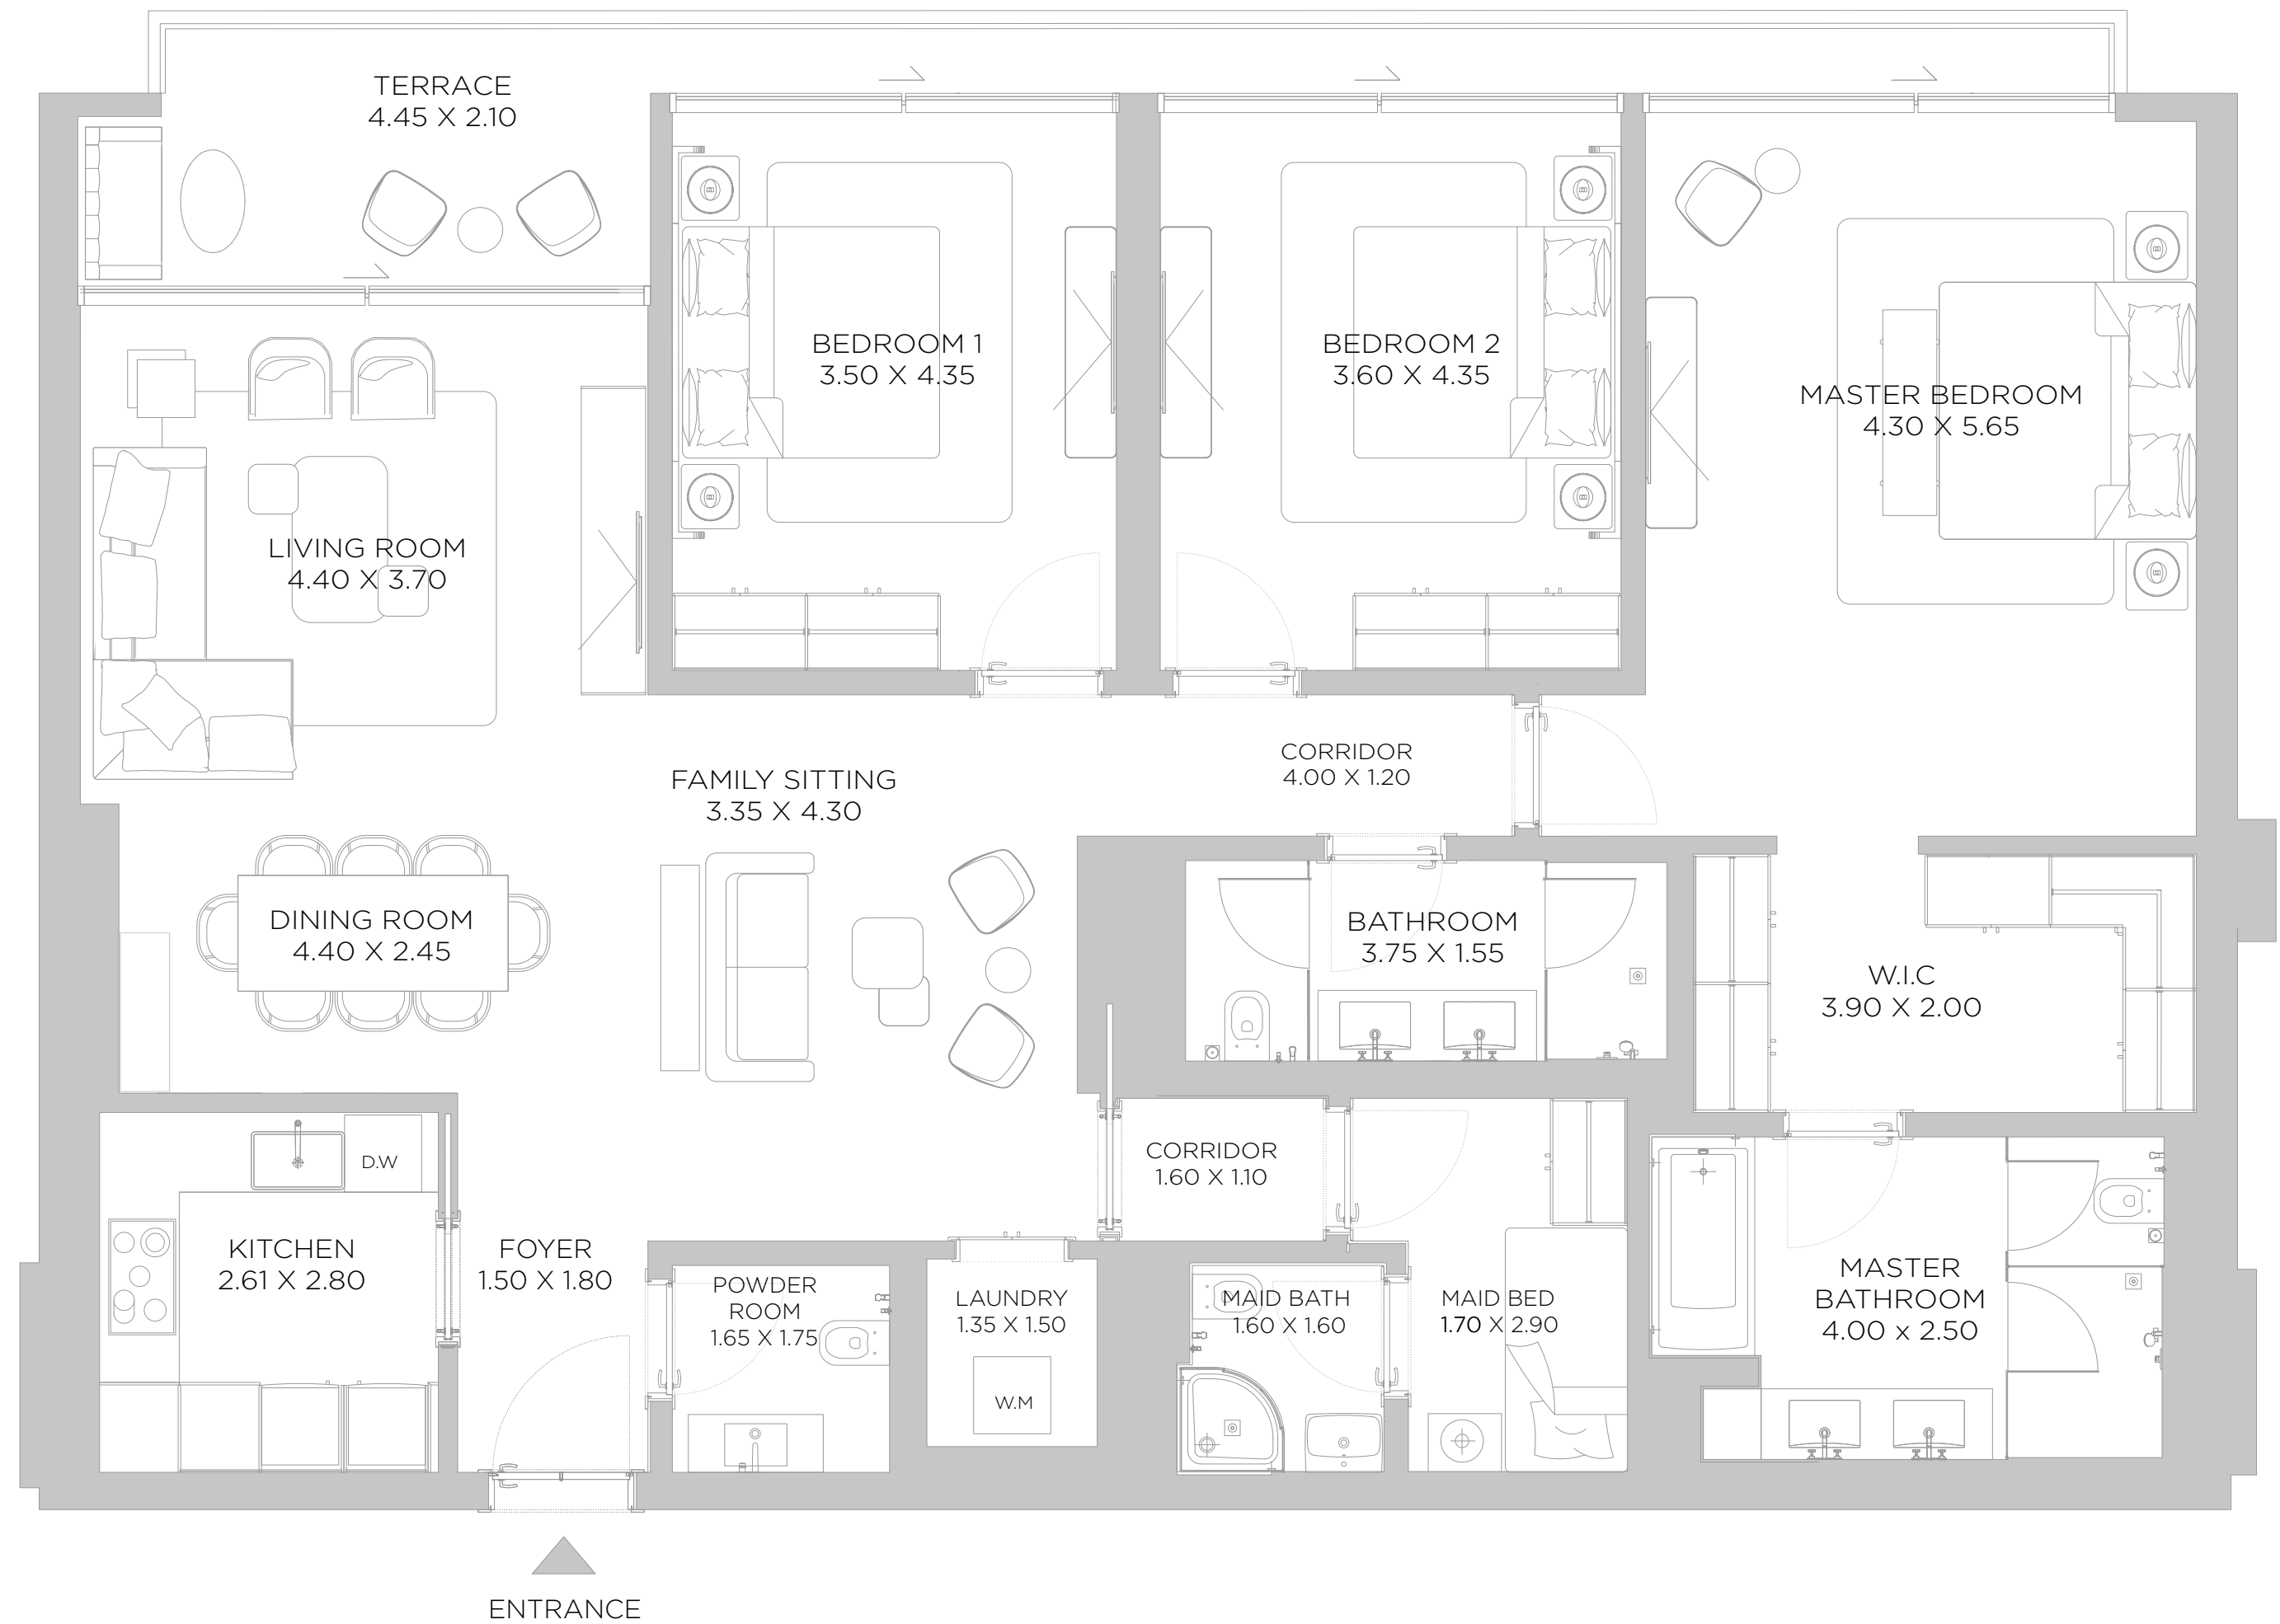 TERRACE
4.45 X 2.10
BEDROOM 1
3.50 X 4.35
BEDROOM 2
3.60 X 4.35
MASTER BEDROOM
4.30 X 5.65
LIVING ROOM
4.40 X 3.70
FAMILY SITTING
3.35 X 4.30
CORRIDOR
4.00 X 1.20
DINING ROOM
4.40 X 2.45
BATHROOM
3.75 X 1.55
W.I.C
3.90 X 2.00
D.W
KITCHEN
2.61 X 2.80
FOYER
1.50 X 1.80
POWDER
ROOM
1.65 X 1.75
LAUNDRY
1.35 X 1.50
W.M
CORRIDOR
1.60 X 1.10
MAID BATH
1.60 X 1.60
MAID BED
1.70 X 2.90
MASTER
BATHROOM
4.00 x 2.50
ENTRANCE